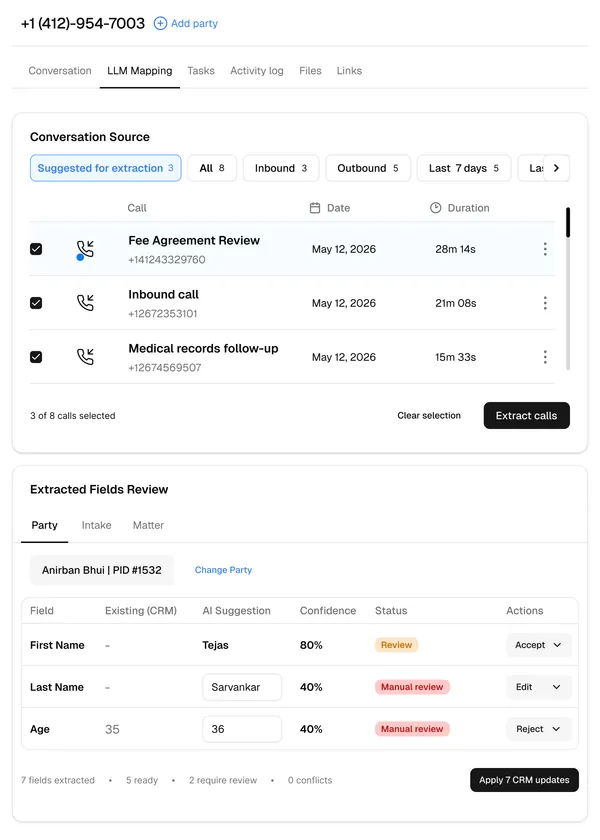 +1 (412)-954-7003 Add party
Conversation LLM Mapping Tasks Activity log Files Links
Conversation Source
Suggested for extraction 3 All 8 Inbound 3 Outbound 5 Last 7 days 5 Las
Call Date Duration
Fee Agreement Review
+141243329760
May 12, 2026 28m 14s
Inbound call
+12672353101
May 12, 2026 21m 08s
Medical records follow-up
+12674569507
May 12, 2026 15m 33s
3 of 8 calls selected Clear selection Extract calls
Extracted Fields Review
Party Intake Matter
Anirban Bhui | PID #1532 Change Party
Field Existing (CRM) AI Suggestion Confidence Status Actions
First Name - Tejas 80% Review Accept
Last Name - Sarvankar 40% Manual review Edit
Age 35 36 40% Manual review Reject
7 fields extracted • 5 ready • 2 require review • 0 conflicts Apply 7 CRM updates